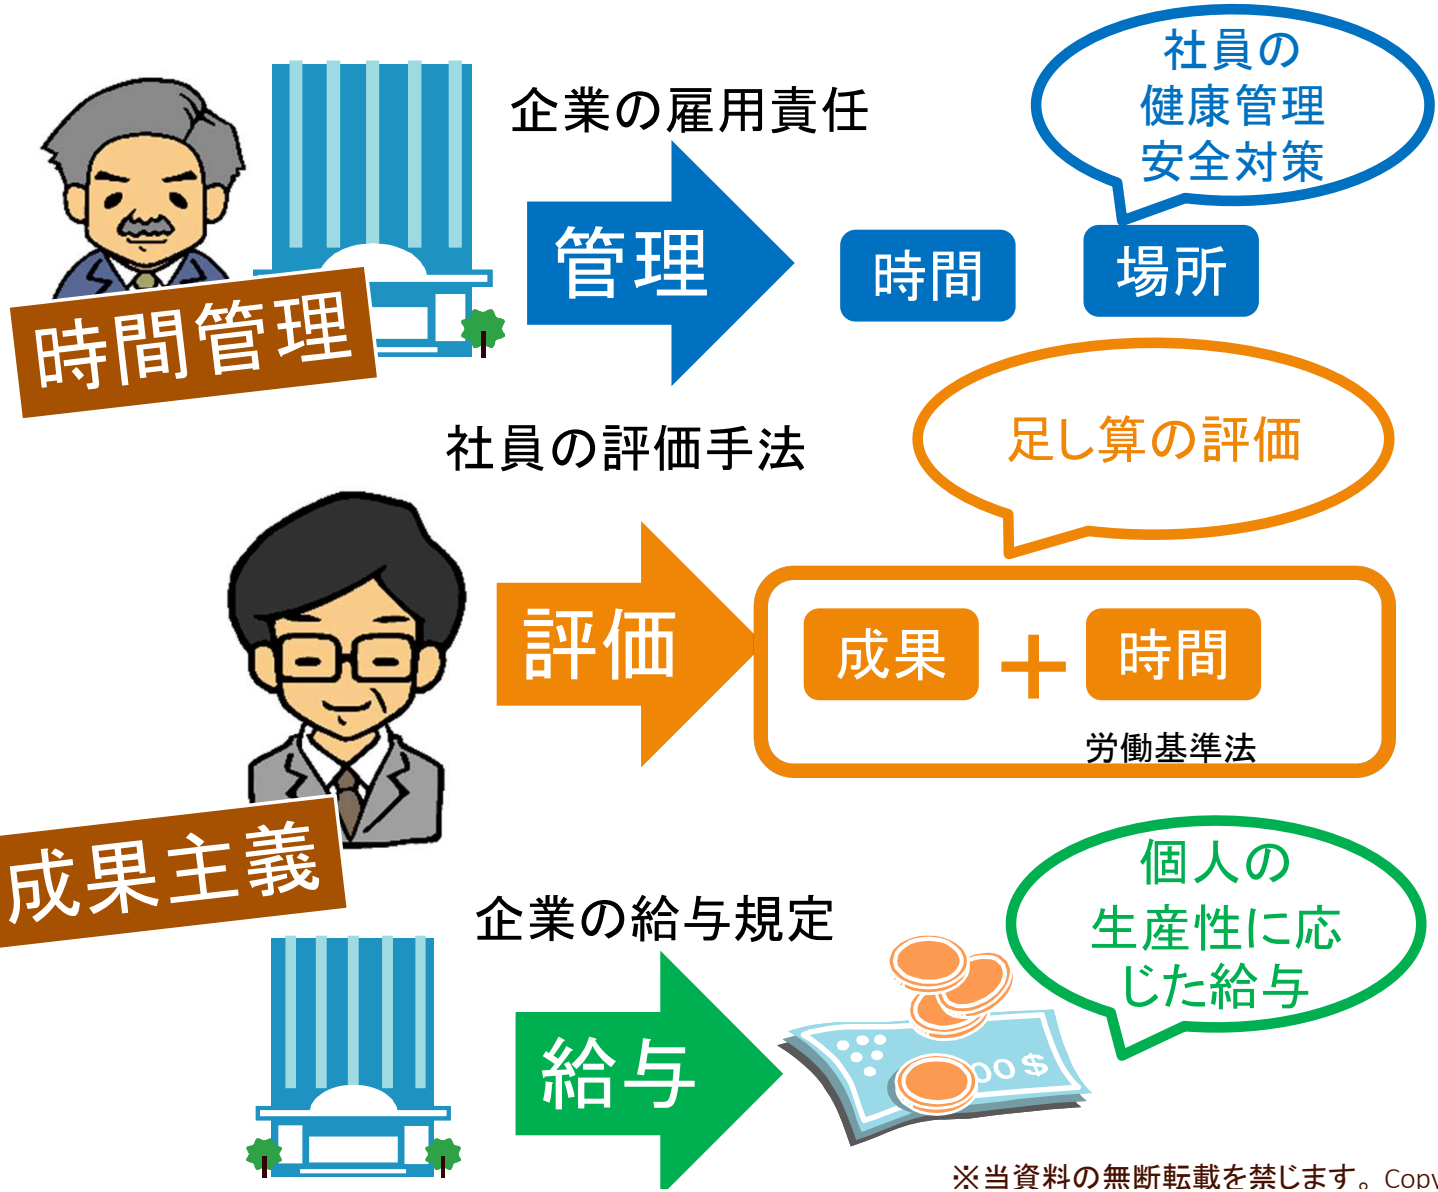 社員の
健康管理
安全対策
企業の雇用責任
管理
時間
場所
時間管理
社員の評価手法
足し算の評価
評価
成果
+
時間
労働基準法
成果主義
企業の給与規定
個人の
生産性に応
じた給与
給与
00$
※当資料の無断転載を禁じます。Copy